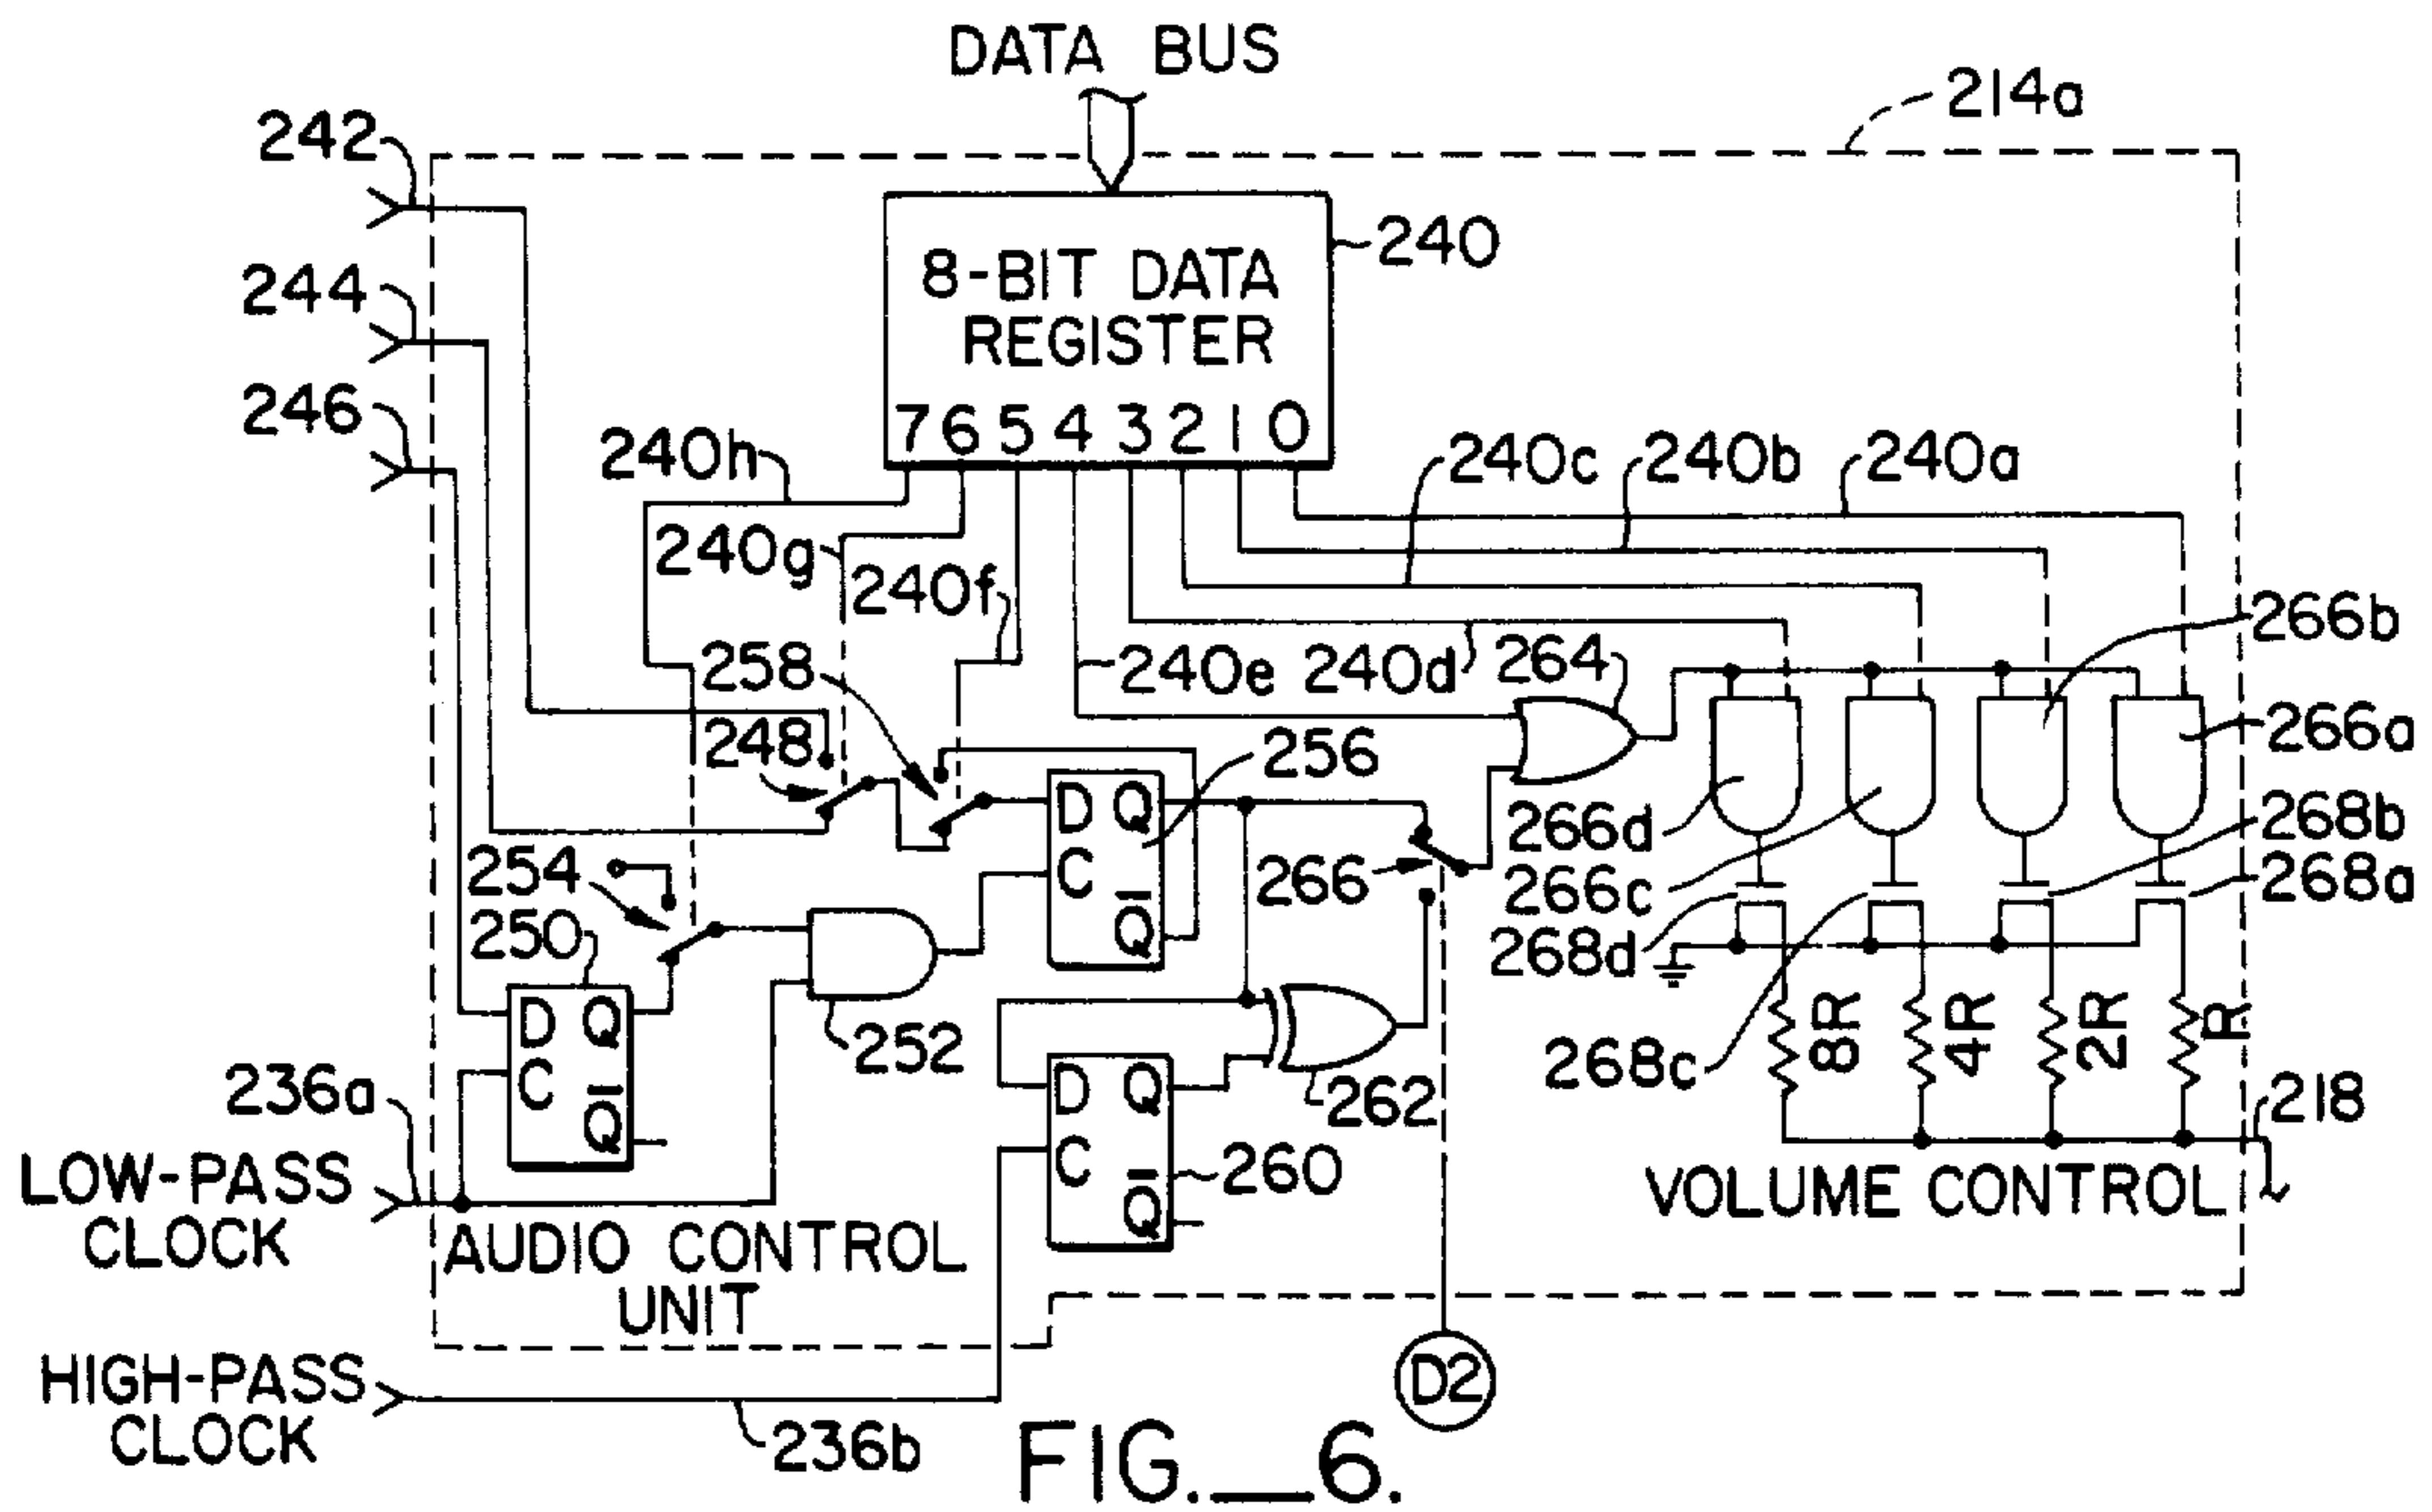 DATA BUS
214a
242
244
246
240
8-BIT DATA
REGISTER
7 6 5 4 3 2 1 0
240h
240g
240f
240c 240b 240a
240e 240d 264
266b
266a
258
248
256
254
250
252
266
266d
266c
268d
268c
268b
268a
D Q
C
Q
D Q
C
Q
D Q
C
Q
8R
4R
2R
R
218
262
260
236a
LOW-PASS
CLOCK
AUDIO CONTROL
UNIT
VOLUME CONTROL
HIGH-PASS
CLOCK
236b
D2
FIG. 6.